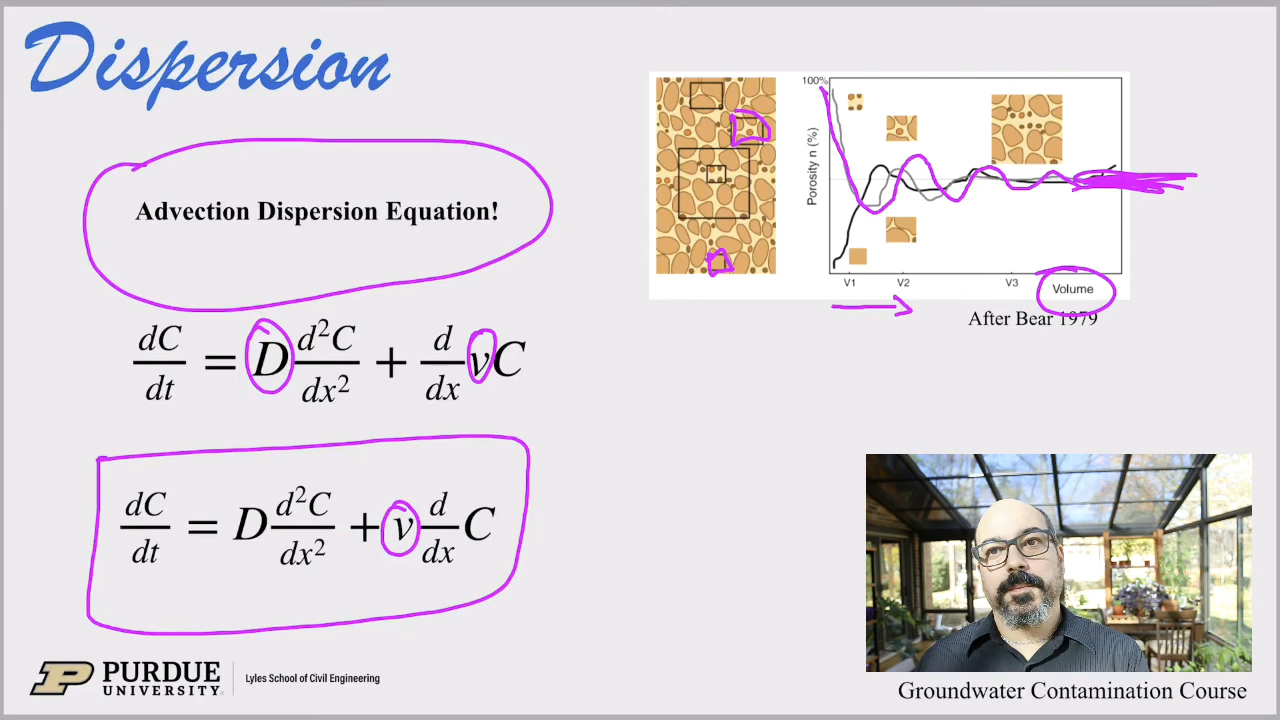 Dispersion
Advection Dispersion Equation!
dC/dt = D d²C/dx² + d/dx vC
dC/dt = D d²C/dx² + v d/dx C
100%
Porosity n (%)
V1 V2 V3 Volume
After Bear 1979
P PURDUE UNIVERSITY
Lyles School of Civil Engineering
Groundwater Contamination Course